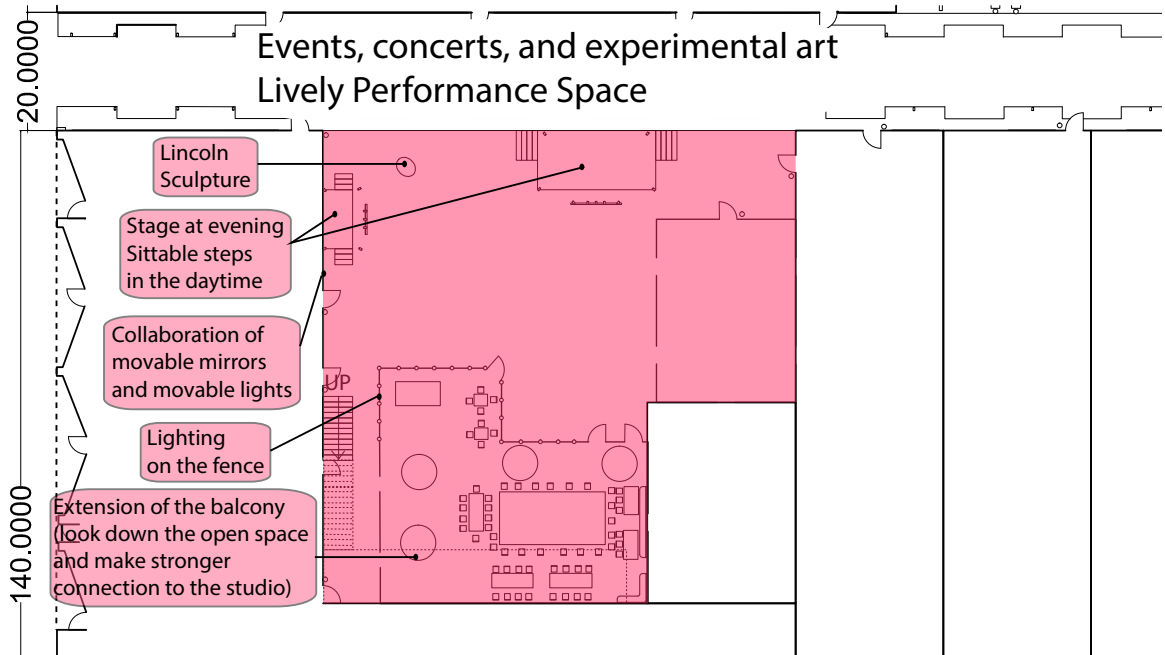 20.0000
Events, concerts, and experimental art
Lively Performance Space
Lincoln
Sculpture
Stage at evening
Sittable steps
in the daytime
Collaboration of
movable mirrors
and movable lights
UP
Lighting
on the fence
140.0000
Extension of the balcony
(look down the open space
and make stronger
connection to the studio)